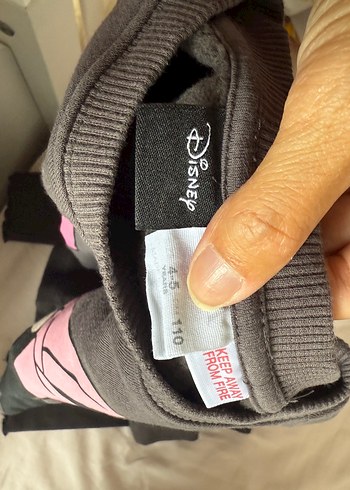 Disney
4-5
YEARS
110
KEEP AWAY
FROM FIRE